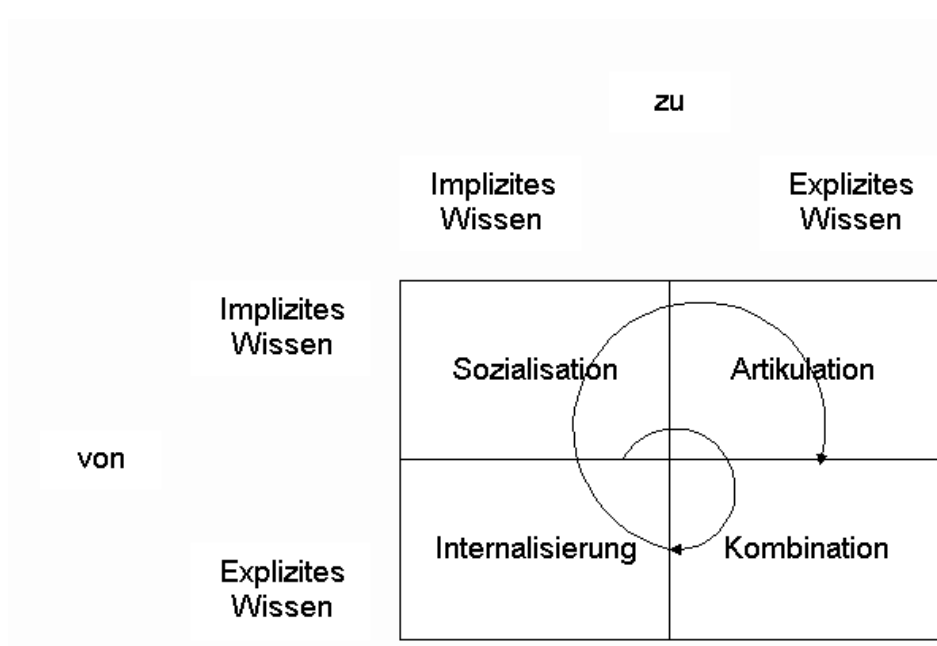 zu
Implizites
Wissen
Explizites
Wissen
Implizites
Wissen
Sozialisation
Artikulation
von
Internalisierung
Kombination
Explizites
Wissen